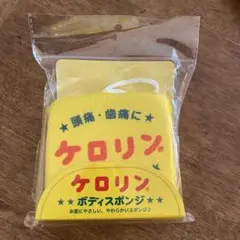 ★ 頭痛・歯痛に ★
ケロリン
ケロリン
★ボディスポンジ★
お肌にやさしい、やわらかいスポンジ♪